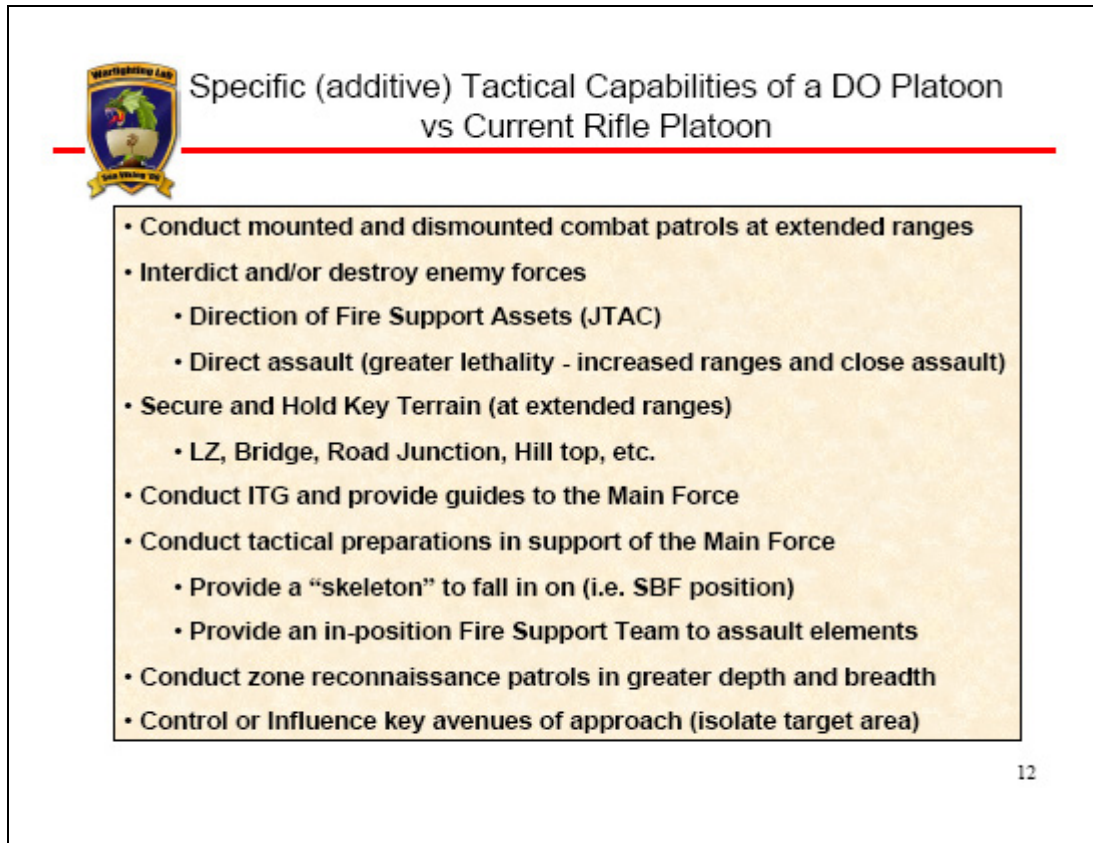 Warfighting Lab
Specific (additive) Tactical Capabilities of a DO Platoon
vs Current Rifle Platoon
Sea Viking '06
• Conduct mounted and dismounted combat patrols at extended ranges
• Interdict and/or destroy enemy forces
• Direction of Fire Support Assets (JTAC)
• Direct assault (greater lethality - increased ranges and close assault)
• Secure and Hold Key Terrain (at extended ranges)
• LZ, Bridge, Road Junction, Hill top, etc.
• Conduct ITG and provide guides to the Main Force
• Conduct tactical preparations in support of the Main Force
• Provide a “skeleton” to fall in on (i.e. SBF position)
• Provide an in-position Fire Support Team to assault elements
• Conduct zone reconnaissance patrols in greater depth and breadth
• Control or Influence key avenues of approach (isolate target area)
12